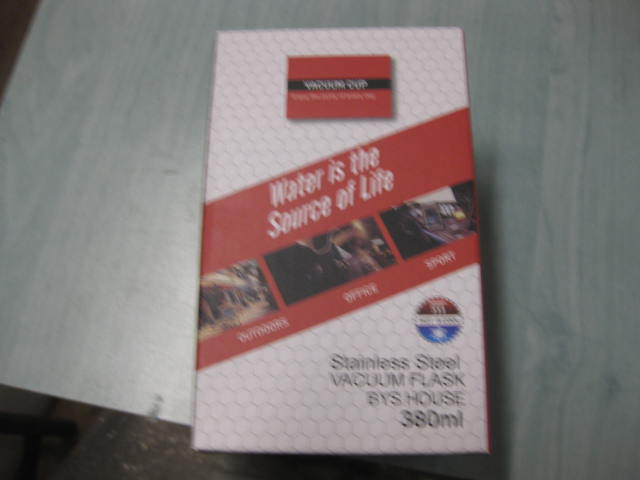 VACUUM CUP
Water is the
Source of Life
OUTDOORS
OFFICE
SPORT
Stainless Steel
VACUUM FLASK
BYS HOUSE
380ml